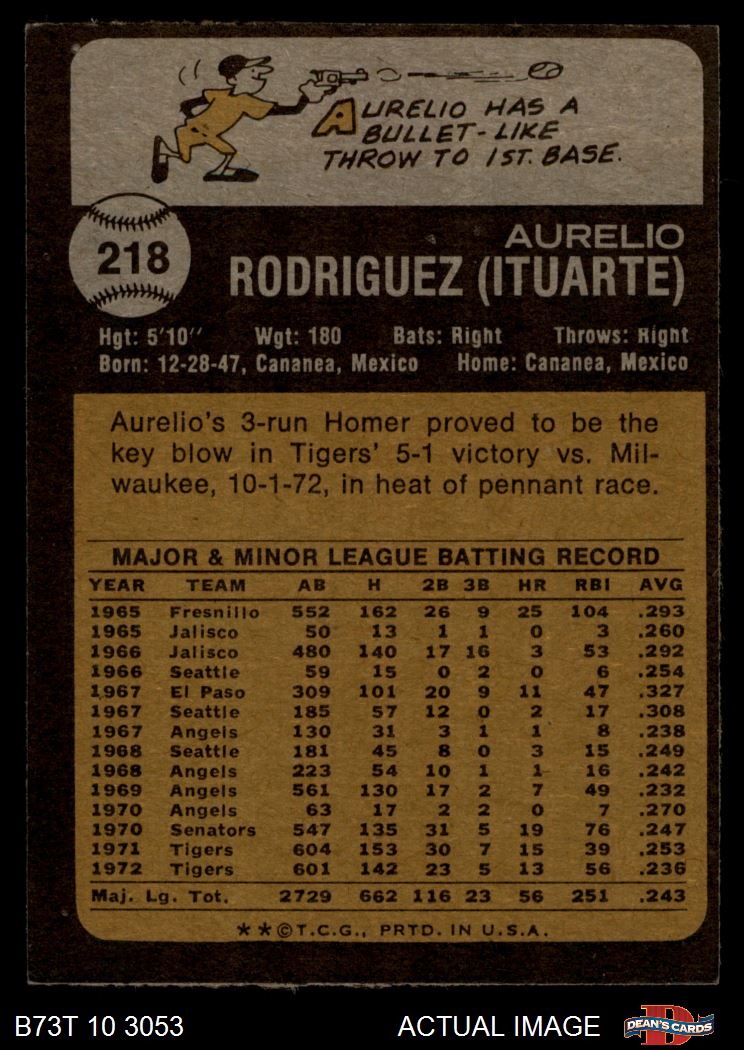 AURELIO HAS A
BULLET-LIKE
THROW TO 1ST. BASE.
218
AURELIO
RODRIGUEZ (ITUARTE)
Hgt: 5'10" Wgt: 180 Bats: Right Throws: Right
Born: 12-28-47, Cananea, Mexico Home: Cananea, Mexico
Aurelio's 3-run Homer proved to be the
key blow in Tigers' 5-1 victory vs. Mil-
waukee, 10-1-72, in heat of pennant race.
MAJOR & MINOR LEAGUE BATTING RECORD
YEAR TEAM AB H 2B 3B HR RBI AVG
1965 Fresnillo 552 162 26 9 25 104 .293
1965 Jalisco 50 13 1 1 0 3 .260
1966 Jalisco 480 140 17 16 3 53 .292
1966 Seattle 59 15 0 2 0 6 .254
1967 El Paso 309 101 20 9 11 47 .327
1967 Seattle 185 57 12 0 2 17 .308
1967 Angels 130 31 3 1 1 8 .238
1968 Seattle 181 45 8 0 3 15 .249
1968 Angels 223 54 10 1 1 16 .242
1969 Angels 561 130 17 2 7 49 .232
1970 Angels 63 17 2 2 0 7 .270
1970 Senators 547 135 31 5 19 76 .247
1971 Tigers 604 153 30 7 15 39 .253
1972 Tigers 601 142 23 5 13 56 .236
Maj. Lg. Tot. 2729 662 116 23 56 251 .243
**©T.C.G., PRTD. IN U.S.A.
B73T 10 3053 ACTUAL IMAGE DEAN'S CARDS